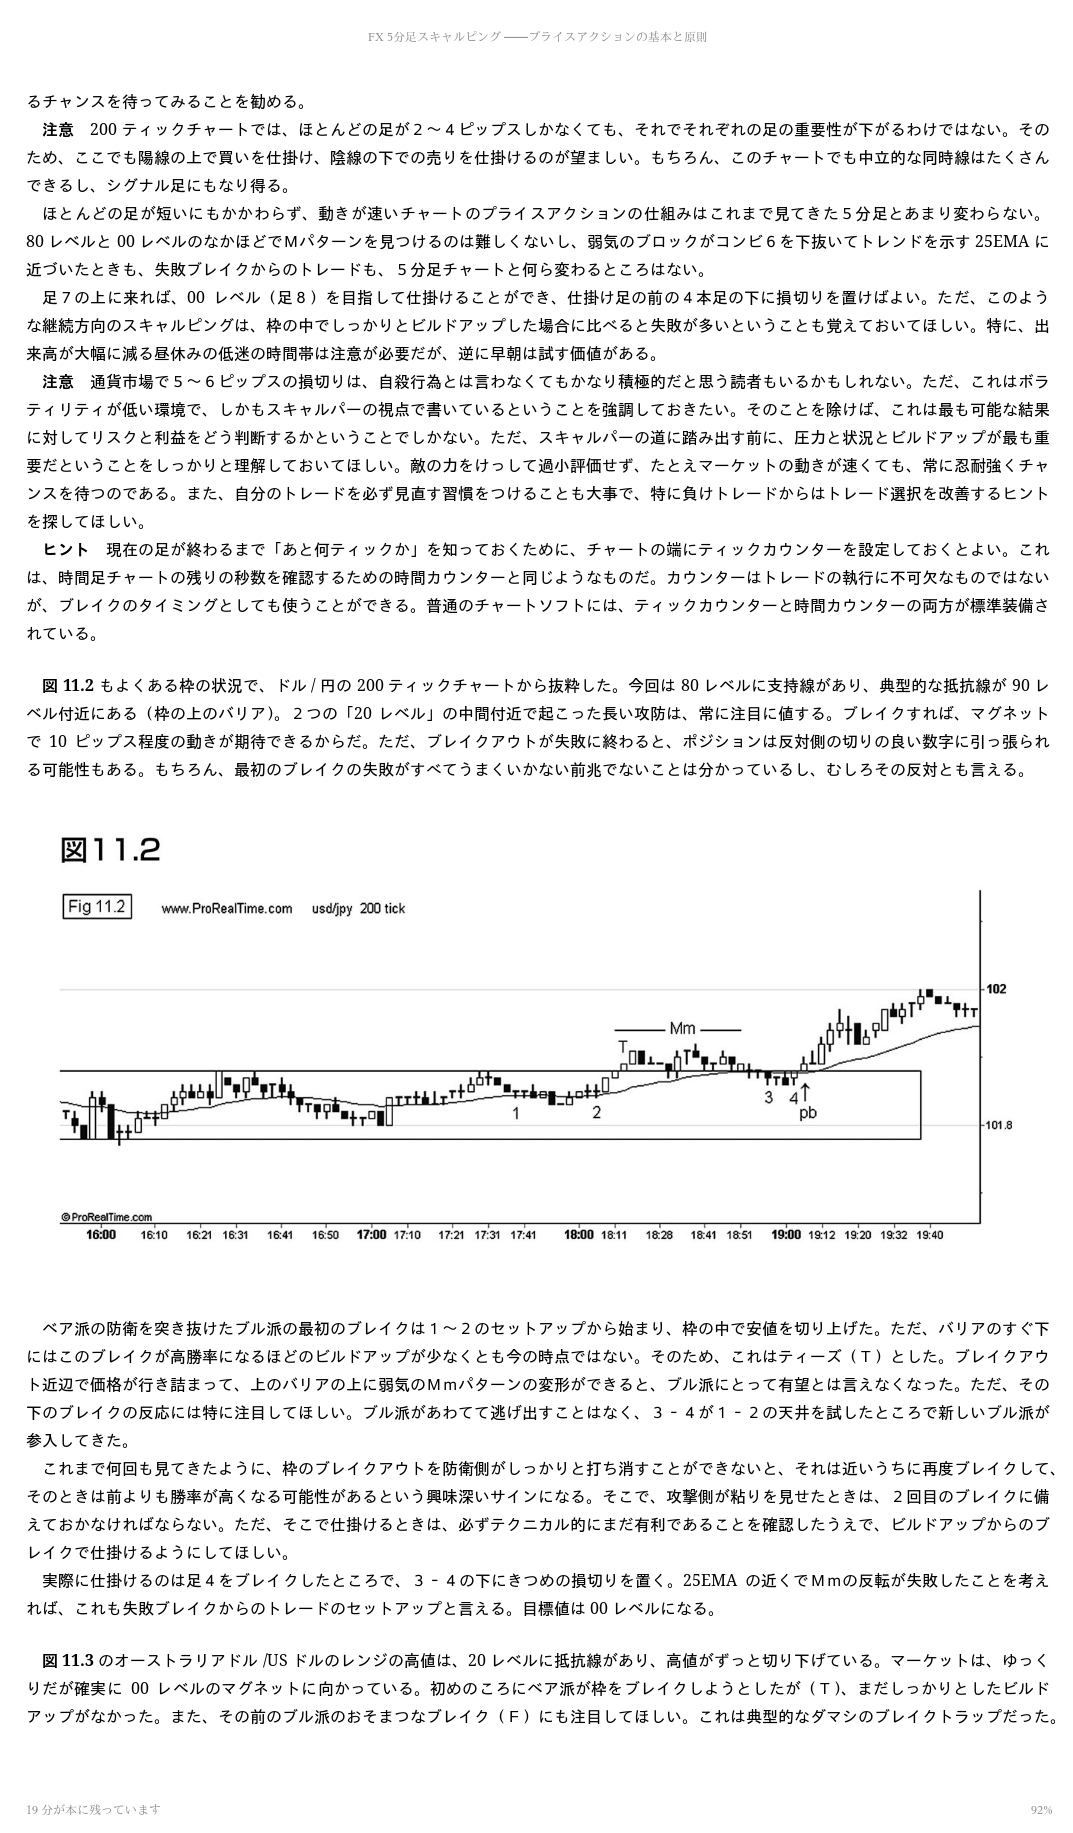 FX 5分足スキャルピング ──プライスアクションの基本と原則
るチャンスを待ってみることを勧める。
注意　200 ティックチャートでは、ほとんどの足が２～４ピップスしかなくても、それでそれぞれの足の重要性が下がるわけではない。その
ため、ここでも陽線の上で買いを仕掛け、陰線の下での売りを仕掛けるのが望ましい。もちろん、このチャートでも中立的な同時線はたくさん
できるし、シグナル足にもなり得る。
ほとんどの足が短いにもかかわらず、動きが速いチャートのプライスアクションの仕組みはこれまで見てきた５分足とあまり変わらない。
80 レベルと 00 レベルのなかほどでＭパターンを見つけるのは難しくないし、弱気のブロックがコンビ６を下抜いてトレンドを示す 25EMA に
近づいたときも、失敗ブレイクからのトレードも、５分足チャートと何ら変わるところはない。
足７の上に来れば、00 レベル（足８）を目指して仕掛けることができ、仕掛け足の前の４本足の下に損切りを置けばよい。ただ、このよう
な継続方向のスキャルピングは、枠の中でしっかりとビルドアップした場合に比べると失敗が多いということも覚えておいてほしい。特に、出
来高が大幅に減る昼休みの低迷の時間帯は注意が必要だが、逆に早朝は試す価値がある。
注意　通貨市場で５～６ピップスの損切りは、自殺行為とは言わなくてもかなり積極的だと思う読者もいるかもしれない。ただ、これはボラ
ティリティが低い環境で、しかもスキャルパーの視点で書いているということを強調しておきたい。そのことを除けば、これは最も可能な結果
に対してリスクと利益をどう判断するかということでしかない。ただ、スキャルパーの道に踏み出す前に、圧力と状況とビルドアップが最も重
要だということをしっかりと理解しておいてほしい。敵の力をけっして過小評価せず、たとえマーケットの動きが速くても、常に忍耐強くチャ
ンスを待つのである。また、自分のトレードを必ず見直す習慣をつけることも大事で、特に負けトレードからはトレード選択を改善するヒント
を探してほしい。
ヒント　現在の足が終わるまで「あと何ティックか」を知っておくために、チャートの端にティックカウンターを設定しておくとよい。これ
は、時間足チャートの残りの秒数を確認するための時間カウンターと同じようなものだ。カウンターはトレードの執行に不可欠なものではない
が、ブレイクのタイミングとしても使うことができる。普通のチャートソフトには、ティックカウンターと時間カウンターの両方が標準装備さ
れている。
図 11.2 もよくある枠の状況で、ドル / 円の 200 ティックチャートから抜粋した。今回は 80 レベルに支持線があり、典型的な抵抗線が 90 レ
ベル付近にある（枠の上のバリア）。２つの「20 レベル」の中間付近で起こった長い攻防は、常に注目に値する。ブレイクすれば、マグネット
で 10 ピップス程度の動きが期待できるからだ。ただ、ブレイクアウトが失敗に終わると、ポジションは反対側の切りの良い数字に引っ張られ
る可能性もある。もちろん、最初のブレイクの失敗がすべてうまくいかない前兆でないことは分かっているし、むしろその反対とも言える。
図11.2
Fig 11.2　www.ProRealTime.com　usd/jpy 200 tick
102
Mm
T
3 4
1 2
pb
101.8
©ProRealTime.com
16:00 16:10 16:21 16:31 16:41 16:50 17:00 17:10 17:21 17:31 17:41 18:00 18:11 18:28 18:41 18:51 19:00 19:12 19:20 19:32 19:40
ベア派の防衛を突き抜けたブル派の最初のブレイクは１～２のセットアップから始まり、枠の中で安値を切り上げた。ただ、バリアのすぐ下
にはこのブレイクが高勝率になるほどのビルドアップが少なくとも今の時点ではない。そのため、これはティーズ（Ｔ）とした。ブレイクアウ
ト近辺で価格が行き詰まって、上のバリアの上に弱気のＭｍパターンの変形ができると、ブル派にとって有望とは言えなくなった。ただ、その
下のブレイクの反応には特に注目してほしい。ブル派があわてて逃げ出すことはなく、３‐４が１‐２の天井を試したところで新しいブル派が
参入してきた。
これまで何回も見てきたように、枠のブレイクアウトを防衛側がしっかりと打ち消すことができないと、それは近いうちに再度ブレイクして、
そのときは前よりも勝率が高くなる可能性があるという興味深いサインになる。そこで、攻撃側が粘りを見せたときは、２回目のブレイクに備
えておかなければならない。ただ、そこで仕掛けるときは、必ずテクニカル的にまだ有利であることを確認したうえで、ビルドアップからのブ
レイクで仕掛けるようにしてほしい。
実際に仕掛けるのは足４をブレイクしたところで、３‐４の下にきつめの損切りを置く。25EMA の近くでＭｍの反転が失敗したことを考え
れば、これも失敗ブレイクからのトレードのセットアップと言える。目標値は 00 レベルになる。
図 11.3 のオーストラリアドル /US ドルのレンジの高値は、20 レベルに抵抗線があり、高値がずっと切り下げている。マーケットは、ゆっく
りだが確実に 00 レベルのマグネットに向かっている。初めのころにベア派が枠をブレイクしようとしたが（Ｔ）、まだしっかりとしたビルド
アップがなかった。また、その前のブル派のおそまつなブレイク（Ｆ）にも注目してほしい。これは典型的なダマシのブレイクトラップだった。
19 分が本に残っています
92%